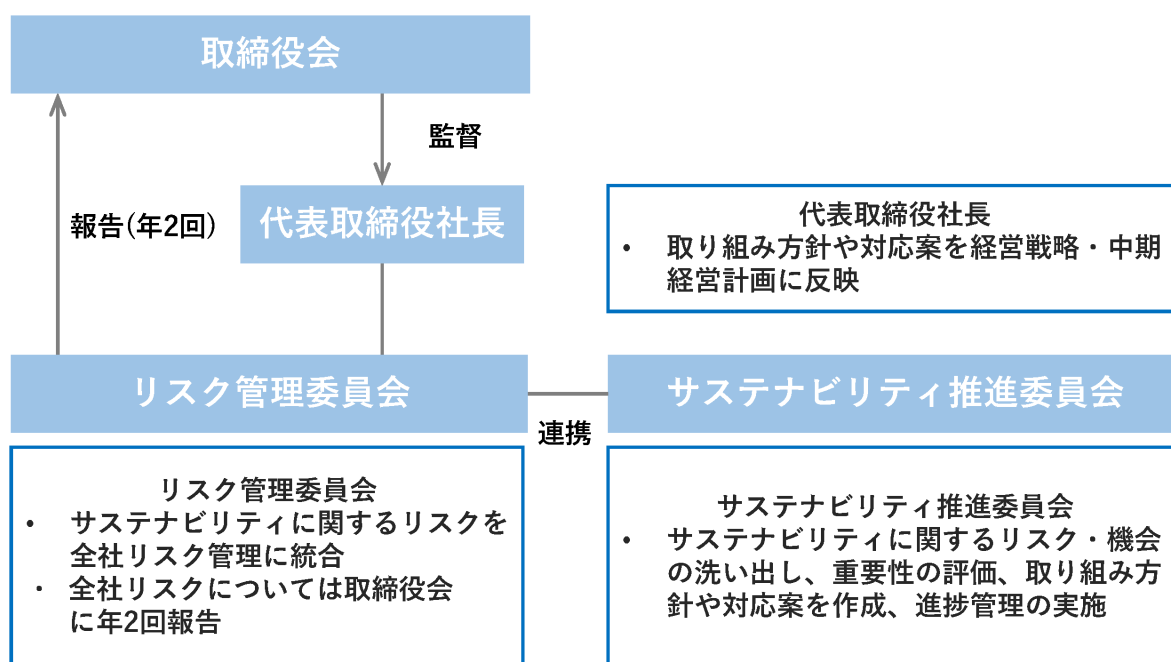 取締役会
監督
報告(年2回)
代表取締役社長
代表取締役社長
• 取り組み方針や対応案を経営戦略・中期
経営計画に反映
リスク管理委員会
サステナビリティ推進委員会
連携
リスク管理委員会
• サステナビリティに関するリスクを
全社リスク管理に統合
・ 全社リスクについては取締役会
に年2回報告
サステナビリティ推進委員会
• サステナビリティに関するリスク・機会
の洗い出し、重要性の評価、取り組み方
針や対応案を作成、進捗管理の実施